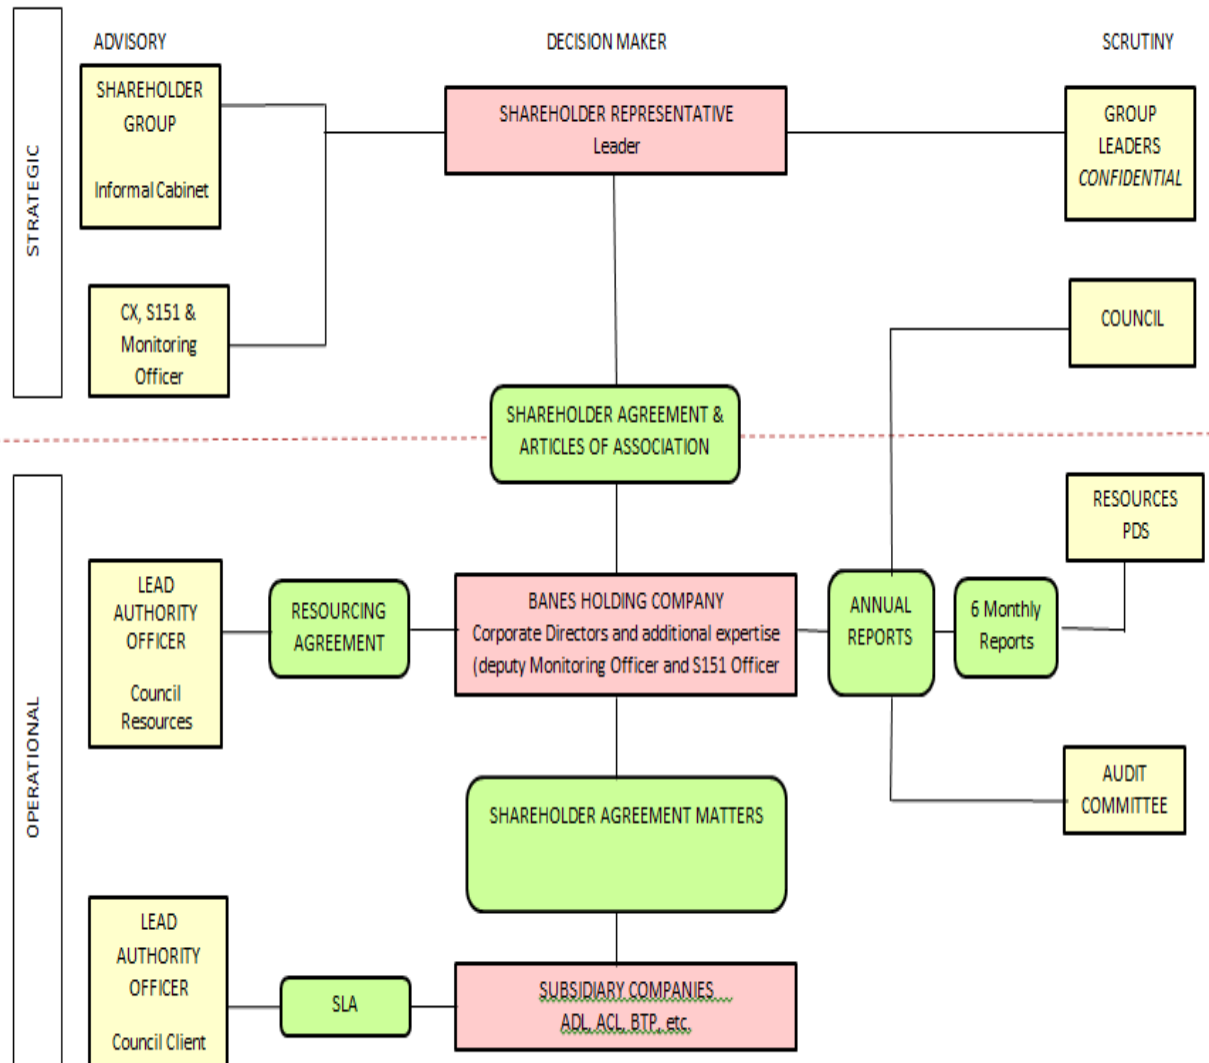 ADVISORY
DECISION MAKER
SCRUTINY
STRATEGIC
SHAREHOLDER
GROUP
Informal Cabinet
SHAREHOLDER REPRESENTATIVE
Leader
GROUP
LEADERS
CONFIDENTIAL
CX, S151 &
Monitoring
Officer
COUNCIL
SHAREHOLDER AGREEMENT &
ARTICLES OF ASSOCIATION
OPERATIONAL
RESOURCES
PDS
LEAD
AUTHORITY
OFFICER
Council
Resources
RESOURCING
AGREEMENT
BANES HOLDING COMPANY
Corporate Directors and additional expertise
(deputy Monitoring Officer and S151 Officer
ANNUAL
REPORTS
6 Monthly
Reports
AUDIT
COMMITTEE
SHAREHOLDER AGREEMENT MATTERS
LEAD
AUTHORITY
OFFICER
Council Client
SLA
SUBSIDIARY COMPANIES
ADL, ACL, BTP, etc.